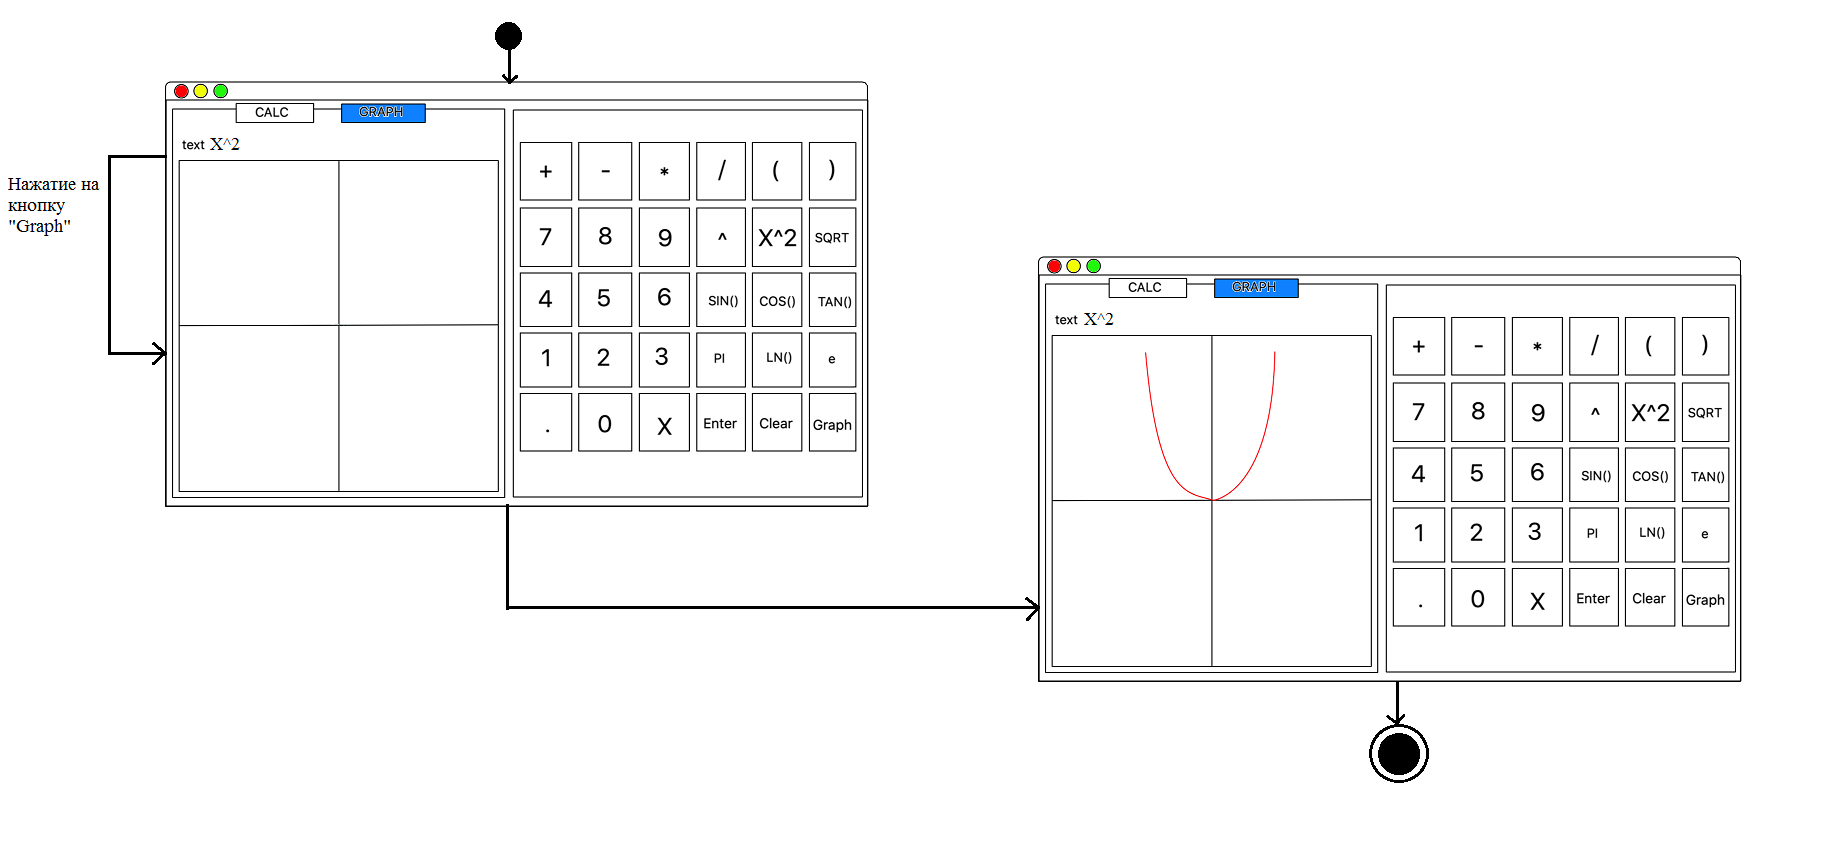 CALC GRAPH
text X^2
Нажатие на
кнопку
"Graph"
+ - * / ( )
7 8 9 ^ X^2 SQRT
4 5 6 SIN() COS() TAN()
1 2 3 PI LN() e
. 0 X Enter Clear Graph
CALC GRAPH
text X^2
+ - * / ( )
7 8 9 ^ X^2 SQRT
4 5 6 SIN() COS() TAN()
1 2 3 PI LN() e
. 0 X Enter Clear Graph